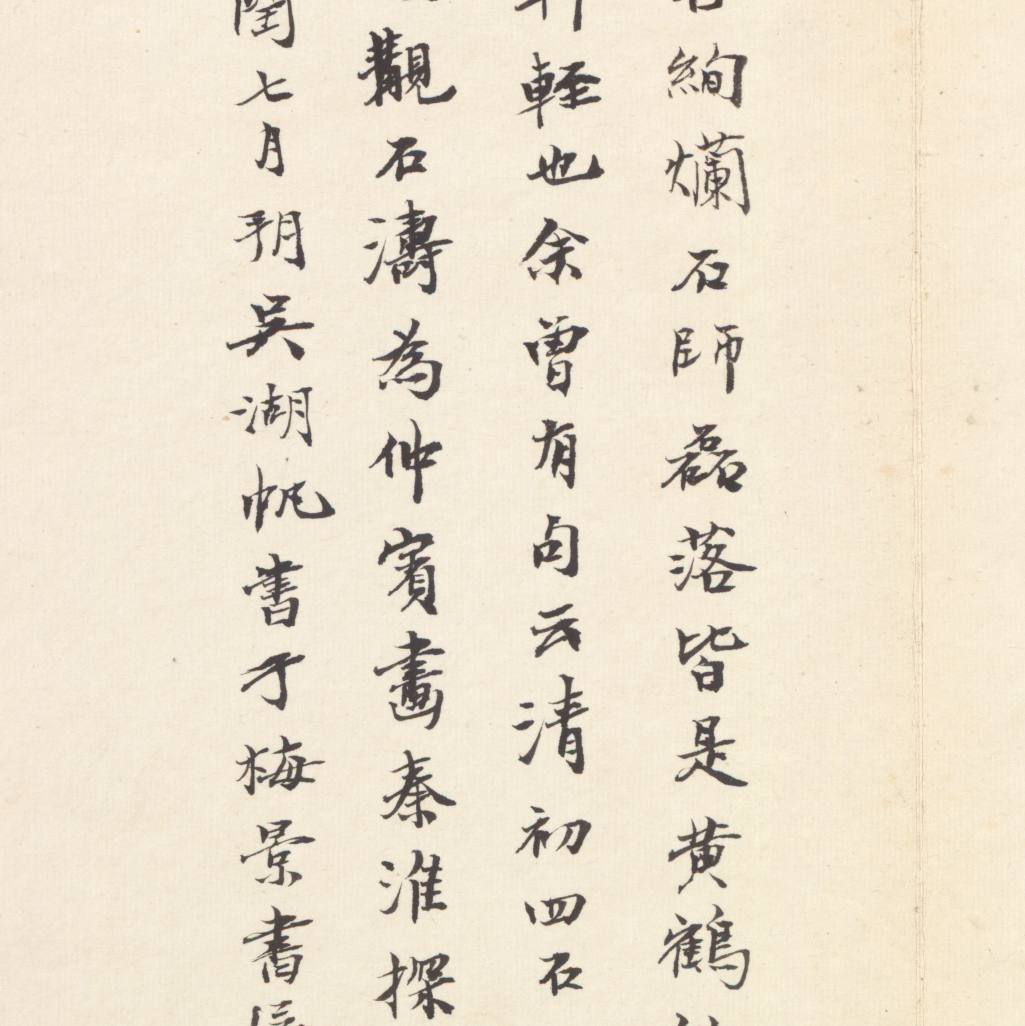 絢爛石師磊落皆是黃鶴
軒輊也余曾有句云清初四石
觀石濤為仲賓畫秦淮探
閏七月朔吳湖帆書于梅景書